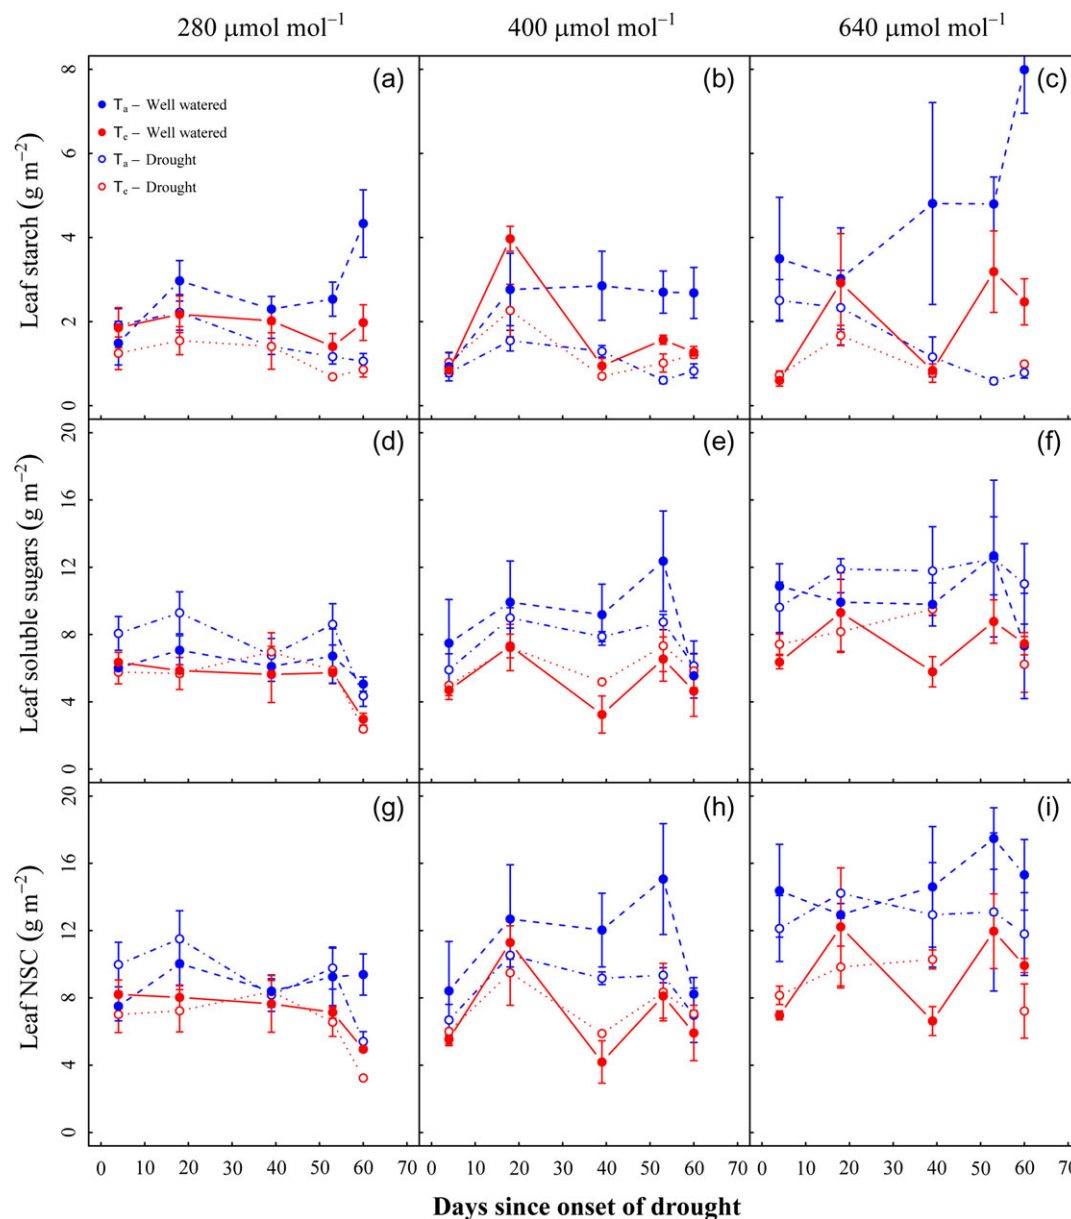 280 μmol mol⁻¹ 400 μmol mol⁻¹ 640 μmol mol⁻¹
Leaf starch (g m⁻²)
8
6
4
2
0
(a) (b) (c)
Tₐ – Well watered
Tₑ – Well watered
Tₐ – Drought
Tₑ – Drought
Leaf soluble sugars (g m⁻²)
20
16
12
8
4
0
(d) (e) (f)
Leaf NSC (g m⁻²)
20
16
12
8
4
0
(g) (h) (i)
0 10 20 30 40 50 60 70 0 10 20 30 40 50 60 70 0 10 20 30 40 50 60 70
Days since onset of drought